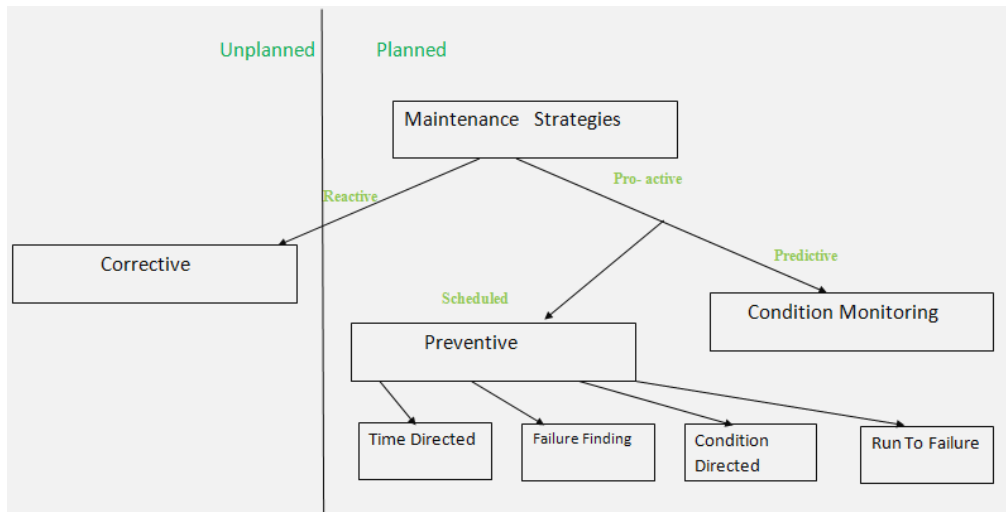 Unplanned
Planned
Maintenance Strategies
Reactive
Pro- active
Corrective
Predictive
Scheduled
Condition Monitoring
Preventive
Time Directed
Failure Finding
Condition
Directed
Run To Failure